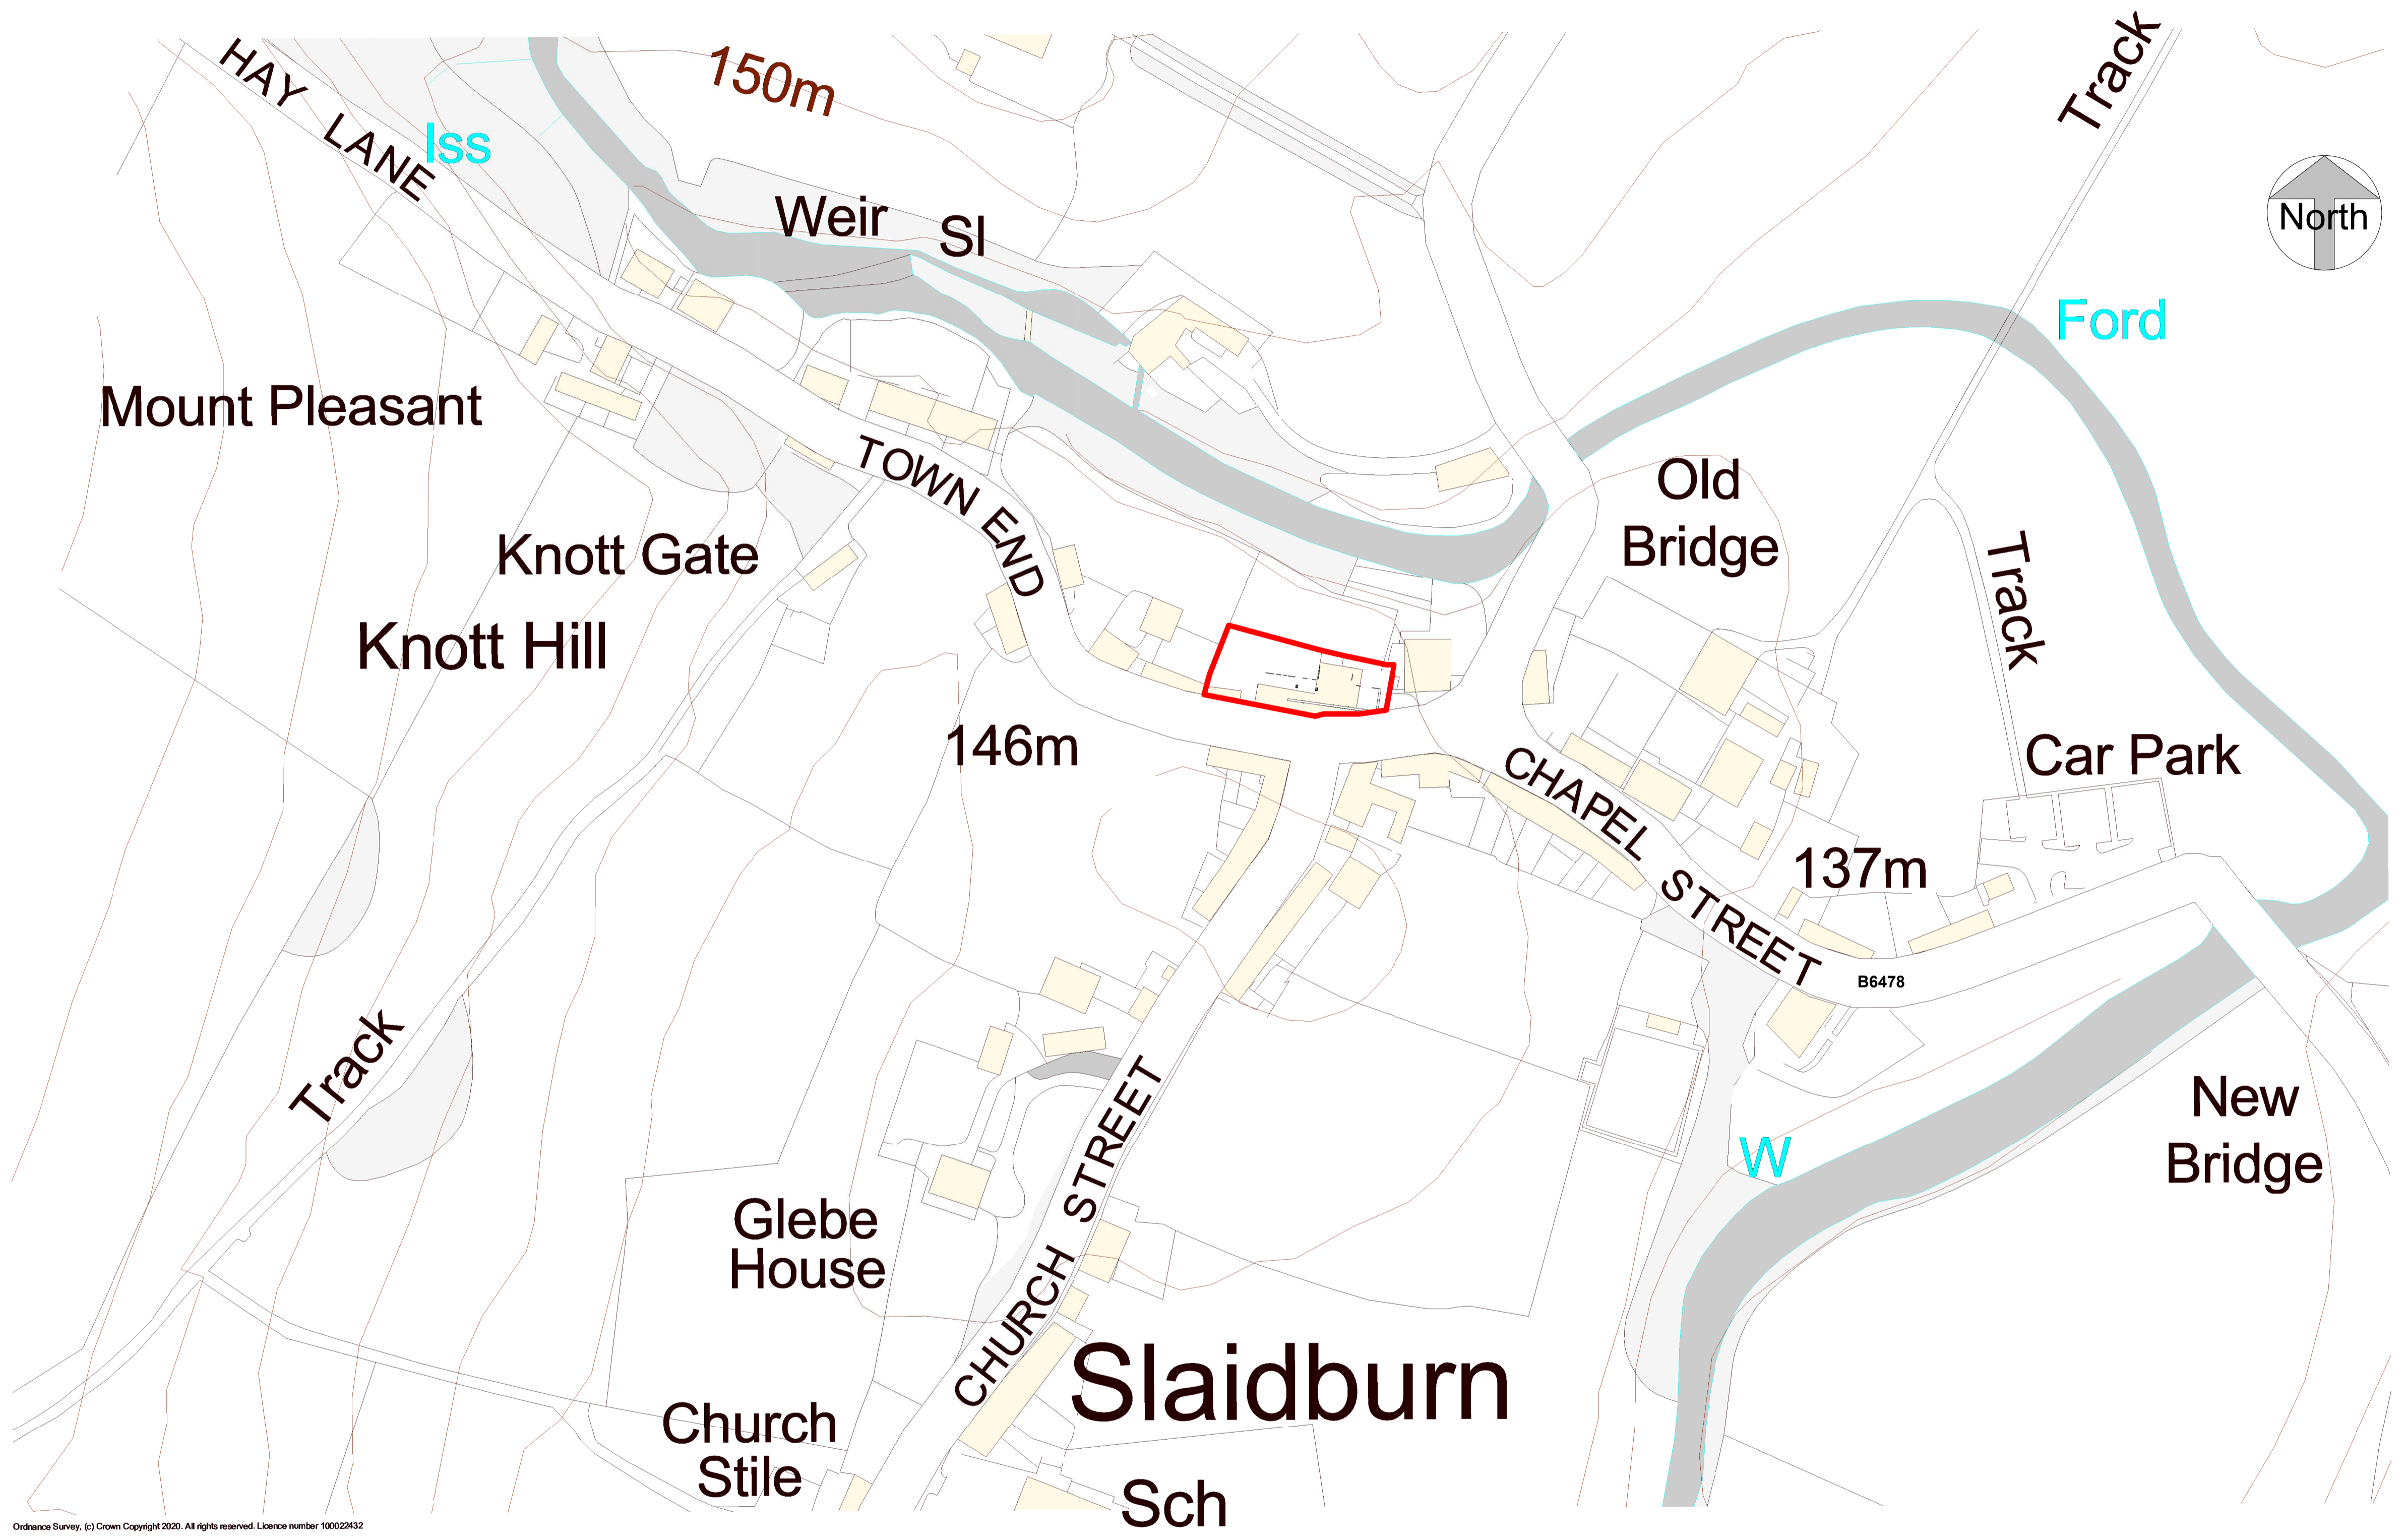 HAY LANE
Iss
150m
Track
North
Weir
Sl
Ford
Mount Pleasant
TOWN END
Old
Bridge
Knott Gate
Knott Hill
Track
146m
Car Park
CHAPEL STREET
137m
B6478
Track
New
Bridge
W
CHURCH STREET
Glebe
House
Slaidburn
Church
Stile
Sch
Ordnance Survey, (c) Crown Copyright 2020. All rights reserved. Licence number 100022432